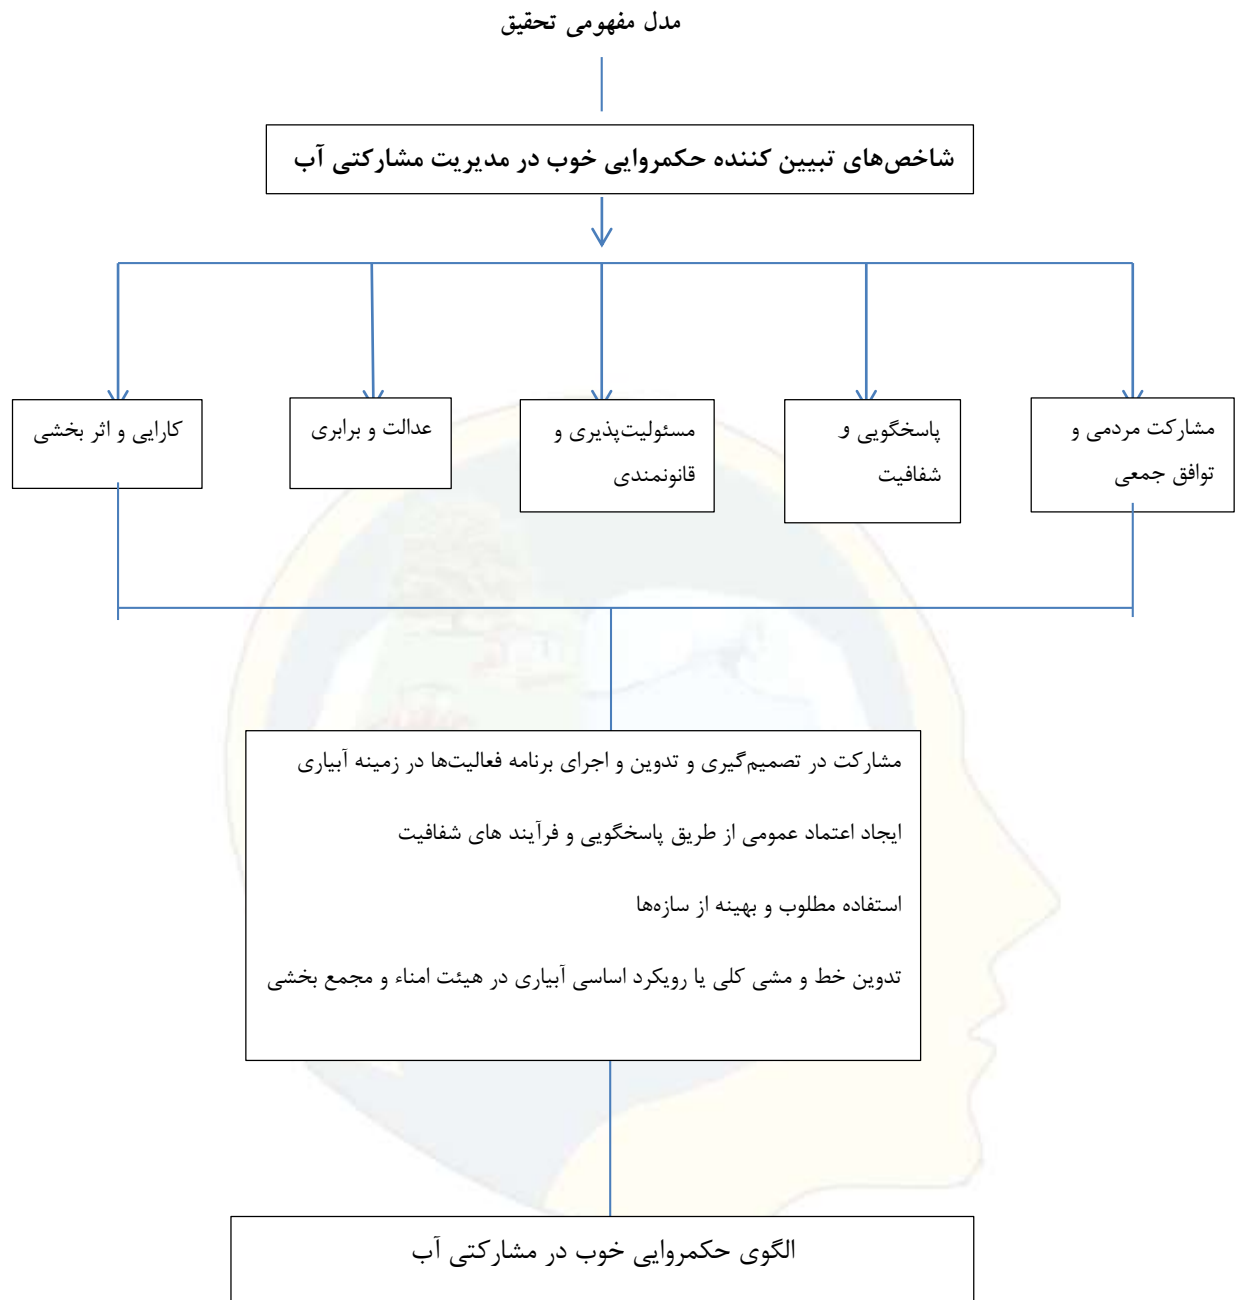 مدل مفهومی تحقیق
شاخص‌های تبیین کننده حکمروایی خوب در مدیریت مشارکتی آب
مشارکت مردمی و
توافق جمعی
پاسخگویی و
شفافیت
مسئولیت‌پذیری و
قانونمندی
عدالت و برابری
کارایی و اثر بخشی
مشارکت در تصمیم‌گیری و تدوین و اجرای برنامه فعالیت‌ها در زمینه آبیاری
ایجاد اعتماد عمومی از طریق پاسخگویی و فرآیند های شفافیت
استفاده مطلوب و بهینه از سازه‌ها
تدوین خط و مشی کلی یا رویکرد اساسی آبیاری در هیئت امناء و مجمع بخشی
الگوی حکمروایی خوب در مشارکتی آب